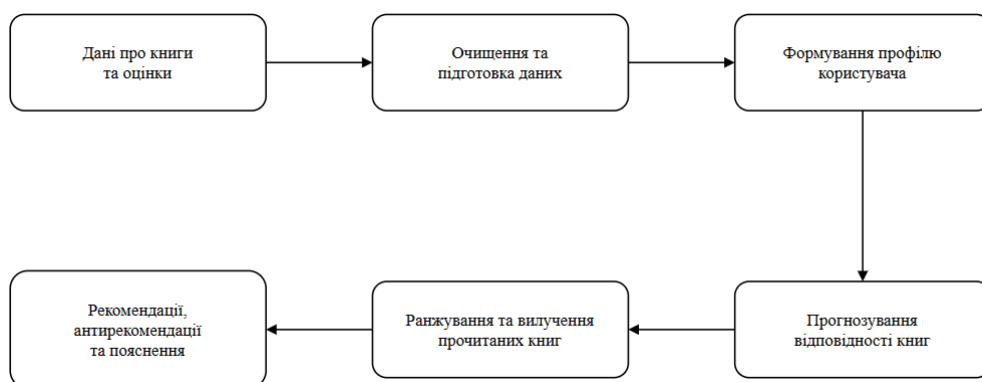 Дані про книги
та оцінки
Очищення та
підготовка даних
Формування профілю
користувача
Рекомендації,
антирекомендації
та пояснення
Ранжування та вилучення
прочитаних книг
Прогнозування
відповідності книг